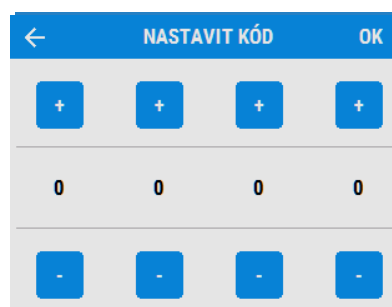 ← NASTAVIT KÓD OK
+ + + +
0 0 0 0
- - - -